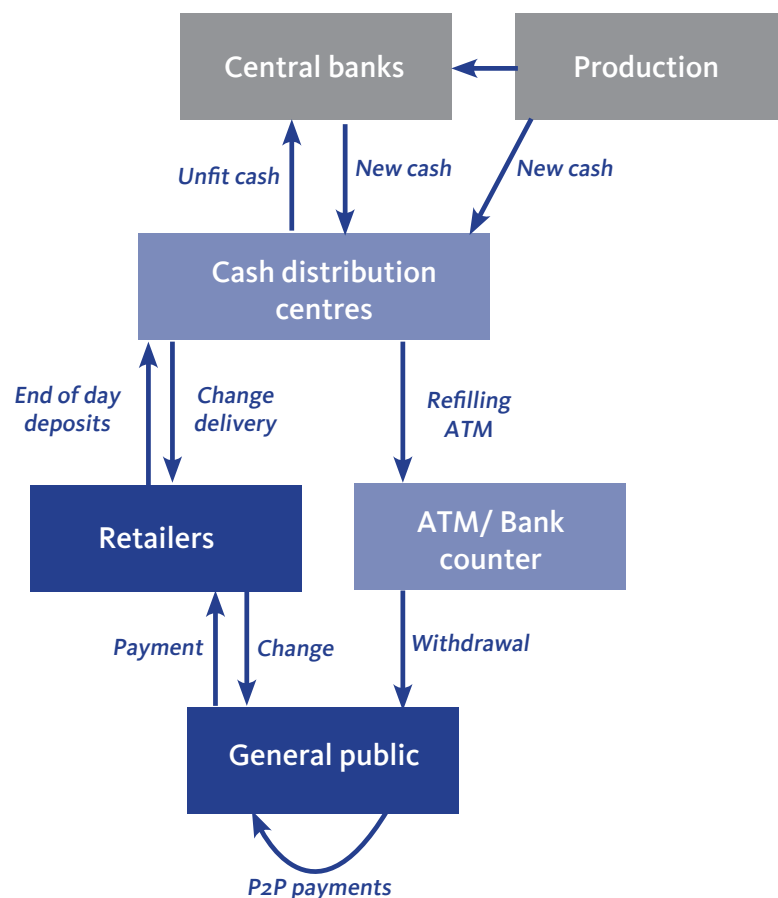 Central banks
Production
Unfit cash
New cash
New cash
Cash distribution
centres
End of day
deposits
Change
delivery
Refilling
ATM
Retailers
ATM/ Bank
counter
Payment
Change
Withdrawal
General public
P2P payments